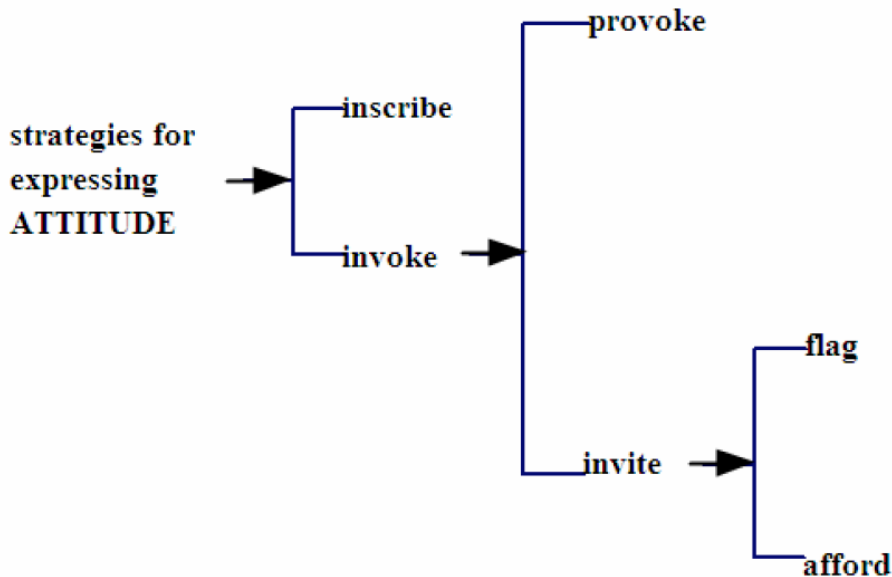 provoke
inscribe
strategies for
expressing
ATTITUDE
invoke
flag
invite
afford